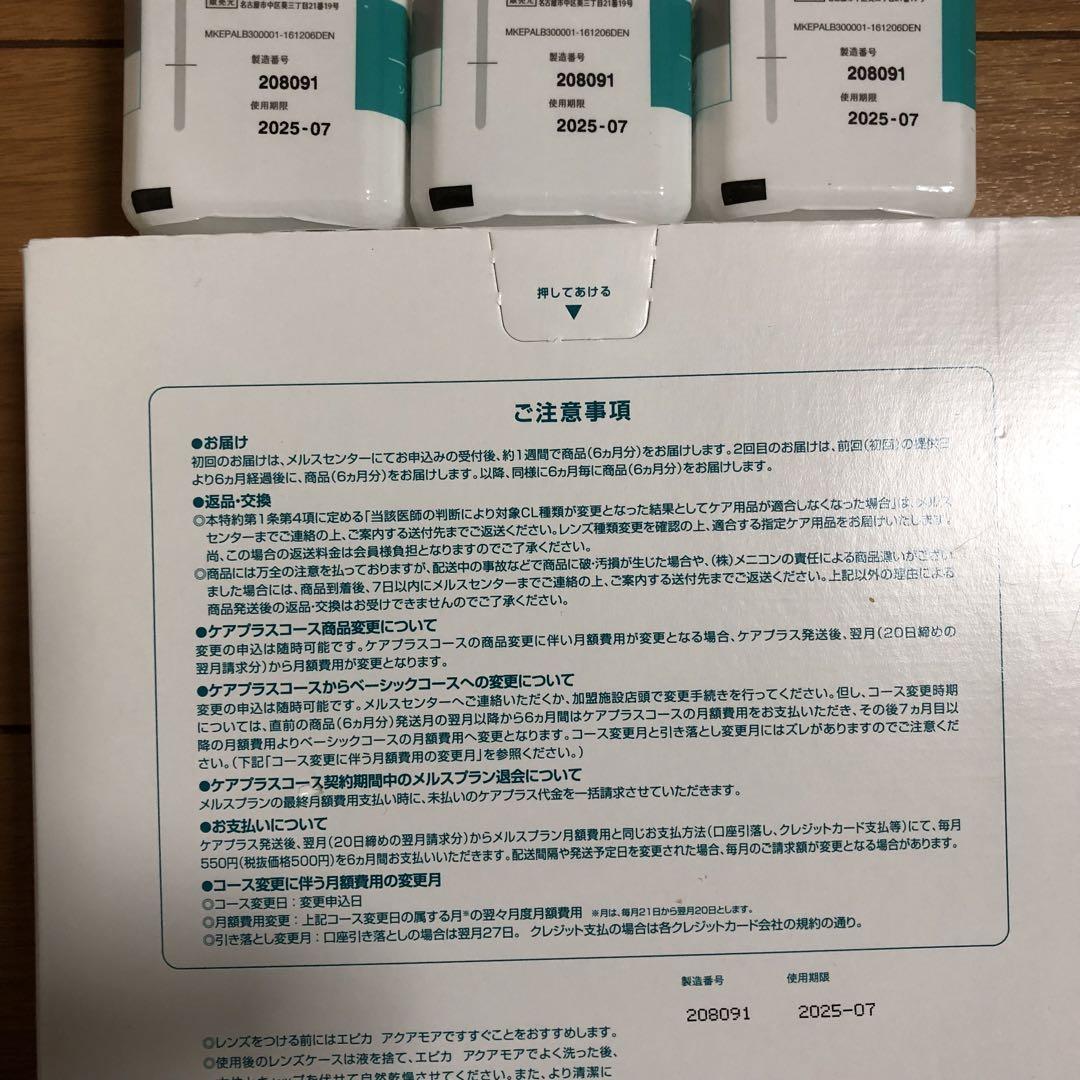 販売元 名古屋市中区葵三丁目21番19号
MKEPALB300001-161206DEN
製造番号
208091
使用期限
2025-07
販売元 名古屋市中区葵三丁目21番19号
MKEPALB300001-161206DEN
製造番号
208091
使用期限
2025-07
MKEPALB300001-161206DEN
製造番号
208091
使用期限
2025-07
押してあける
▼
ご注意事項
●お届け
初回のお届けは、メルスセンターにてお申込みの受付後、約1週間で商品(6ヵ月分)をお届けします。2回目のお届けは、前回(初回)の提供日
より6ヵ月経過後に、商品(6ヵ月分)をお届けします。以降、同様に6ヵ月毎に商品(6ヵ月分)をお届けします。
●返品・交換
◎本特約第1条第4項に定める「当該医師の判断により対象CL種類が変更となった結果としてケア用品が適合しなくなった場合」は、メルス
センターまでご連絡の上、ご案内する送付先までご返送ください。レンズ種類変更を確認の上、適合する指定ケア用品をお届けいたします。
尚、この場合の返送料金は会員様負担となりますのでご了承ください。
◎商品には万全の注意を払っておりますが、配送中の事故などで商品に破・汚損が生じた場合や、(株)メニコンの責任による商品違いがござい
ました場合には、商品到着後、7日以内にメルスセンターまでご連絡の上、ご案内する送付先までご返送ください。上記以外の理由による
商品発送後の返品・交換はお受けできませんのでご了承ください。
●ケアプラスコース商品変更について
変更の申込は随時可能です。ケアプラスコースの商品変更に伴い月額費用が変更となる場合、ケアプラス発送後、翌月(20日締めの
翌月請求分)から月額費用が変更となります。
●ケアプラスコースからベーシックコースへの変更について
変更の申込は随時可能です。メルスセンターへご連絡いただくか、加盟施設店頭で変更手続きを行ってください。但し、コース変更時期
については、直前の商品(6ヵ月分)発送月の翌月以降から6ヵ月間はケアプラスコースの月額費用をお支払いただき、その後7ヵ月目以
降の月額費用よりベーシックコースの月額費用へ変更となります。コース変更月と引き落とし変更月にはズレがありますのでご注意くだ
さい。(下記「コース変更に伴う月額費用の変更月」を参照ください。)
●ケアプラスコース契約期間中のメルスプラン退会について
メルスプランの最終月額費用支払い時に、未払いのケアプラス代金を一括請求させていただきます。
●お支払いについて
ケアプラス発送後、翌月(20日締めの翌月請求分)からメルスプラン月額費用と同じお支払方法(口座引落し、クレジットカード支払等)にて、毎月
550円(税抜価格500円)を6ヵ月間お支払いいただきます。配送間隔や発送予定日を変更された場合、毎月のご請求額が変更となる場合があります。
●コース変更に伴う月額費用の変更月
◎コース変更日：変更申込日
◎月額費用変更：上記コース変更日の属する月※の翌々月度月額費用 ※月は、毎月21日から翌月20日とします。
◎引き落とし変更月：口座引き落としの場合は翌月27日。 クレジット支払の場合は各クレジットカード会社の規約の通り。
製造番号 使用期限
208091 2025-07
◎レンズをつける前にはエピカ アクアモアですすぐことをおすすめします。
◎使用後のレンズケースは液を捨て、エピカ アクアモアでよく洗った後、
本体とキャップを伏せて自然乾燥させてください。また、より清潔に